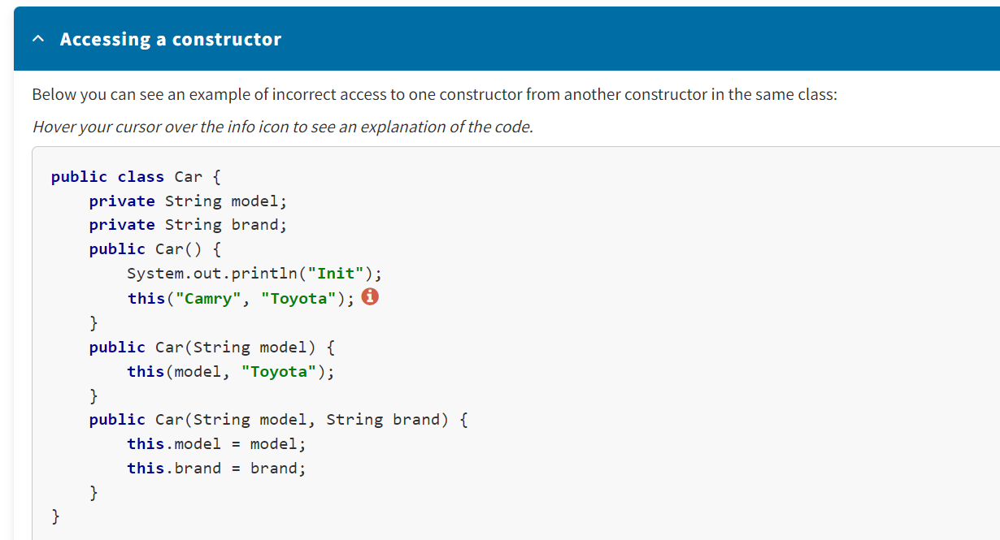 Accessing a constructor
Below you can see an example of incorrect access to one constructor from another constructor in the same class:
Hover your cursor over the info icon to see an explanation of the code.
public class Car {
    private String model;
    private String brand;
    public Car() {
        System.out.println("Init");
        this("Camry", "Toyota");
    }
    public Car(String model) {
        this(model, "Toyota");
    }
    public Car(String model, String brand) {
        this.model = model;
        this.brand = brand;
    }
}